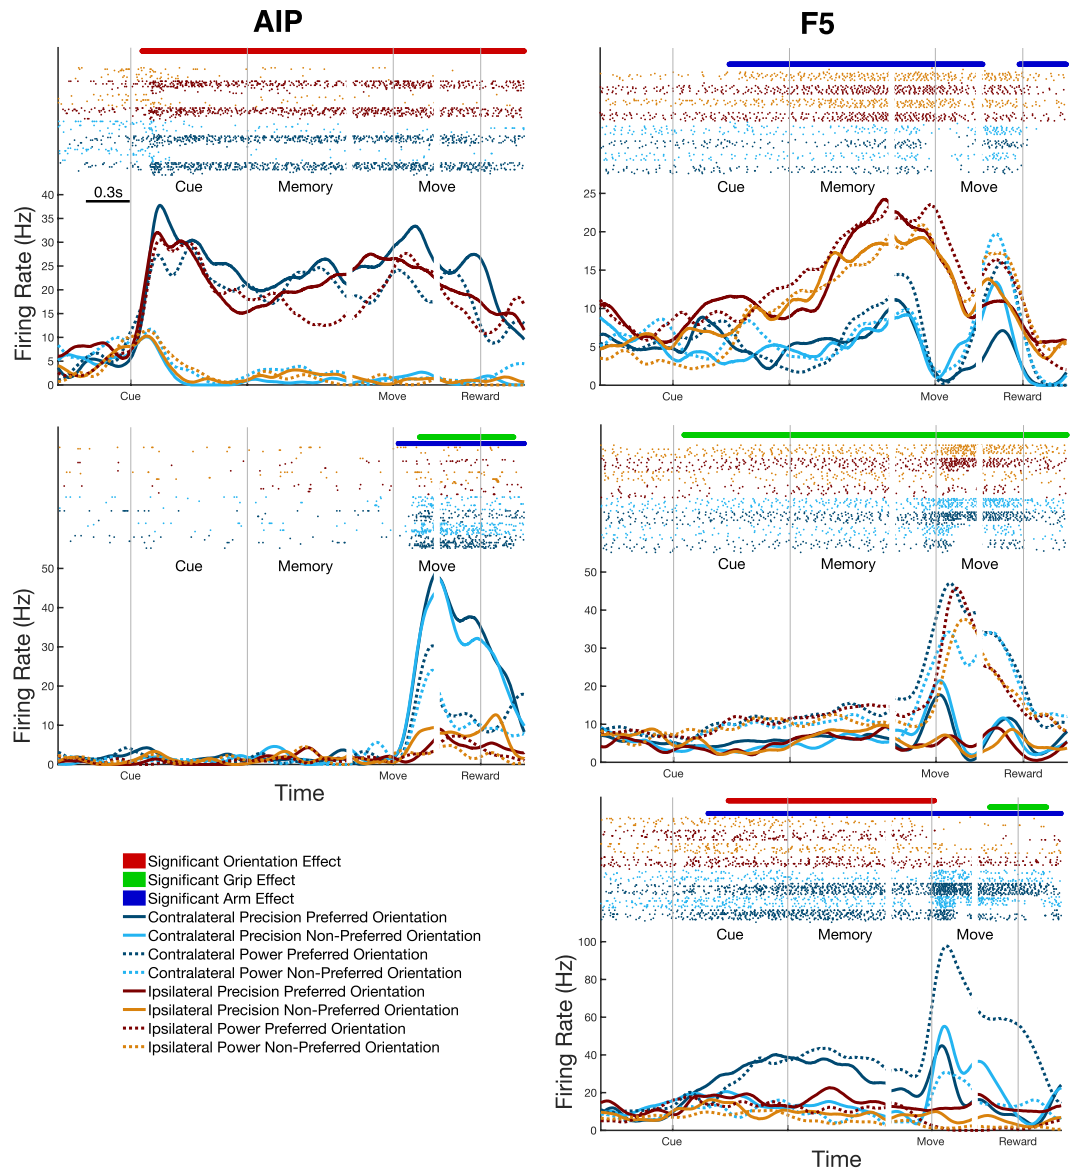 AIP
F5
Cue Memory Move
0.3s
40
35
30
25
20
15
10
5
0
Firing Rate (Hz)
Cue Move Reward
Cue Memory Move
25
20
15
10
5
0
Cue Move Reward
Cue Memory Move
50
40
30
20
10
0
Firing Rate (Hz)
Cue Move Reward
Time
Cue Memory Move
50
40
30
20
10
0
Cue Move Reward
Significant Orientation Effect
Significant Grip Effect
Significant Arm Effect
Contralateral Precision Preferred Orientation
Contralateral Precision Non-Preferred Orientation
Contralateral Power Preferred Orientation
Contralateral Power Non-Preferred Orientation
Ipsilateral Precision Preferred Orientation
Ipsilateral Precision Non-Preferred Orientation
Ipsilateral Power Preferred Orientation
Ipsilateral Power Non-Preferred Orientation
Cue Memory Move
100
80
60
40
20
0
Firing Rate (Hz)
Cue Move Reward
Time